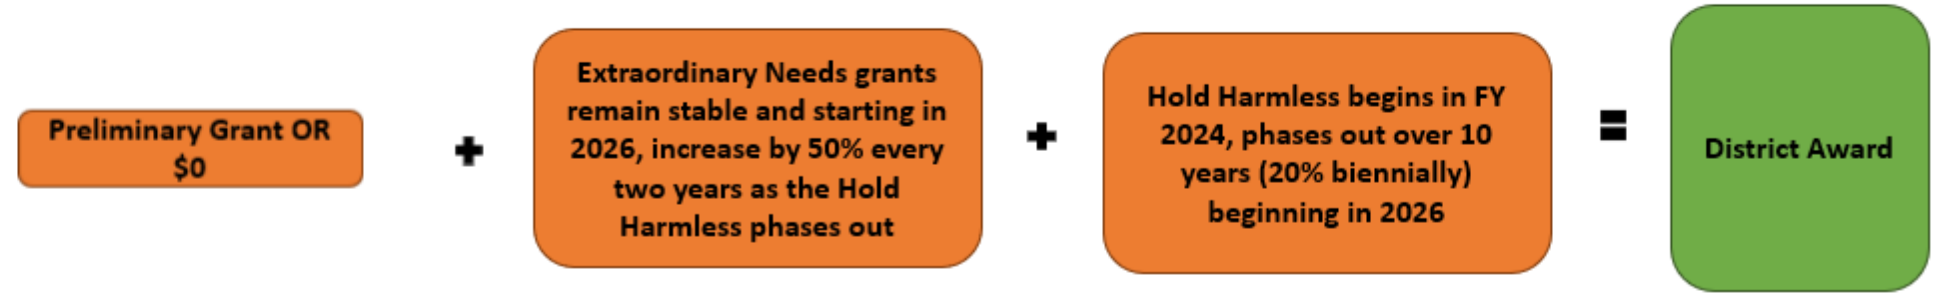 Preliminary Grant OR
$0
+
Extraordinary Needs grants
remain stable and starting in
2026, increase by 50% every
two years as the Hold
Harmless phases out
+
Hold Harmless begins in FY
2024, phases out over 10
years (20% biennially)
beginning in 2026
=
District Award